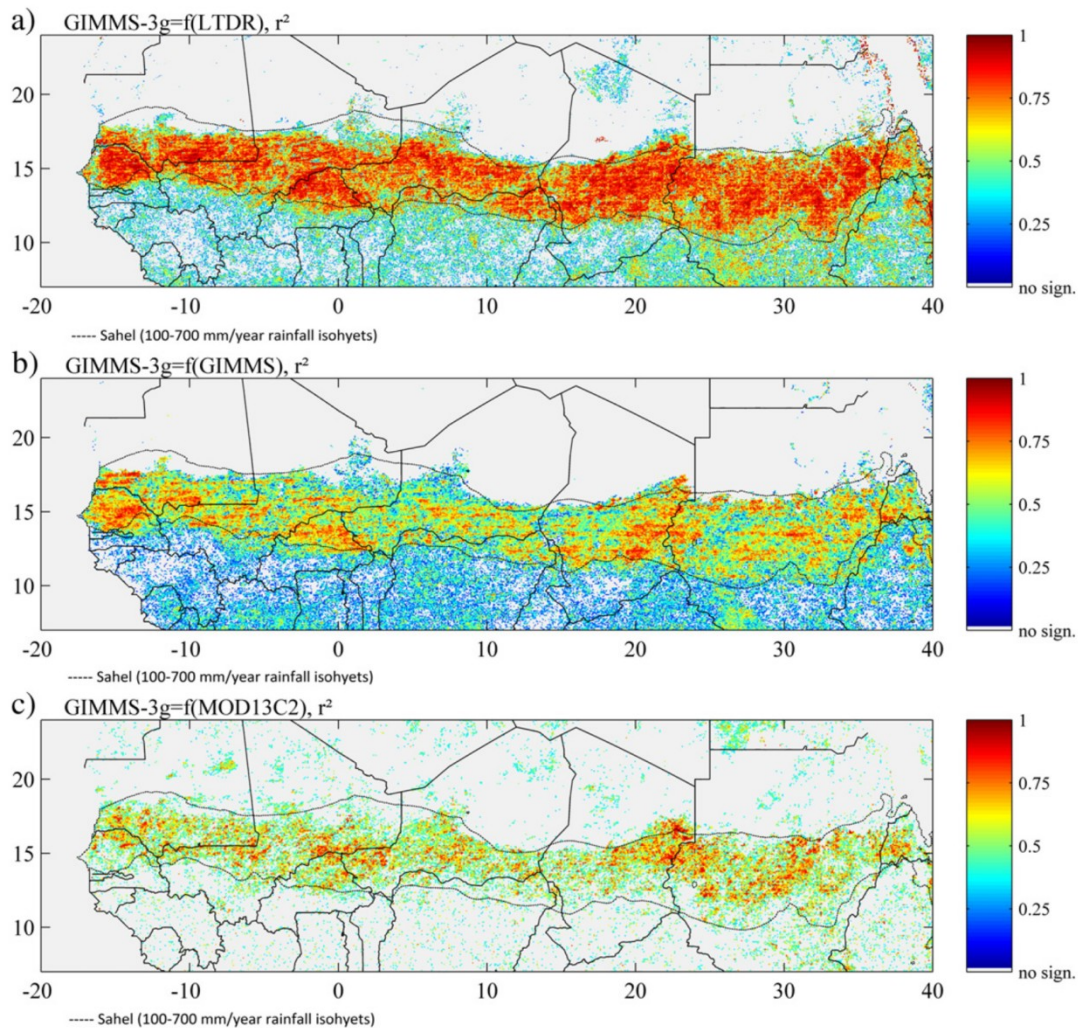 a) GIMMS-3g=f(LTDR), r²
1
0.75
0.5
0.25
no sign.
20
15
10
-20 -10 0 10 20 30 40
----- Sahel (100-700 mm/year rainfall isohyets)
b) GIMMS-3g=f(GIMMS), r²
1
0.75
0.5
0.25
no sign.
20
15
10
-20 -10 0 10 20 30 40
----- Sahel (100-700 mm/year rainfall isohyets)
c) GIMMS-3g=f(MOD13C2), r²
1
0.75
0.5
0.25
no sign.
20
15
10
-20 -10 0 10 20 30 40
----- Sahel (100-700 mm/year rainfall isohyets)